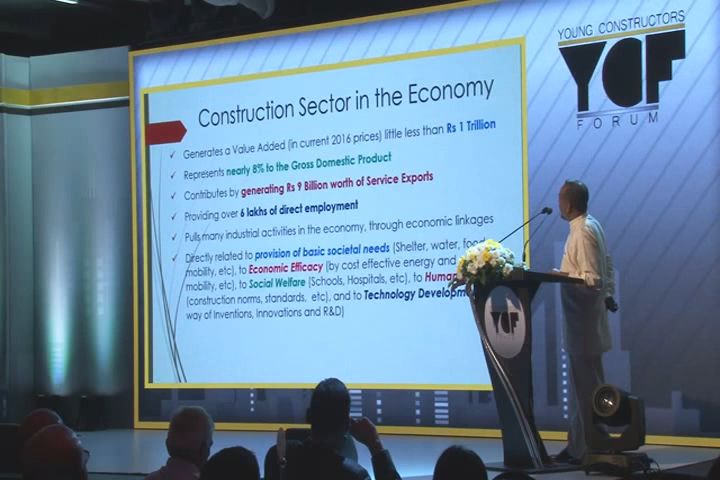 YOUNG CONSTRUCTORS
YCF
FORUM
Construction Sector in the Economy
Generates a Value Added (in current 2016 prices) little less than Rs 1 Trillion
Represents nearly 8% to the Gross Domestic Product
Contributes by generating Rs 9 Billion worth of Service Exports
Providing over 6 lakhs of direct employment
Pulls many industrial activities in the economy, through economic linkages
Directly related to provision of basic societal needs (Shelter, water, food
mobility, etc), to Economic Efficacy (by cost effective energy and
mobility, etc), to Social Welfare (Schools, Hospitals, etc), to Human
(construction norms, standards, etc), and to Technology
way of Inventions, Innovations and R&D)
YCF